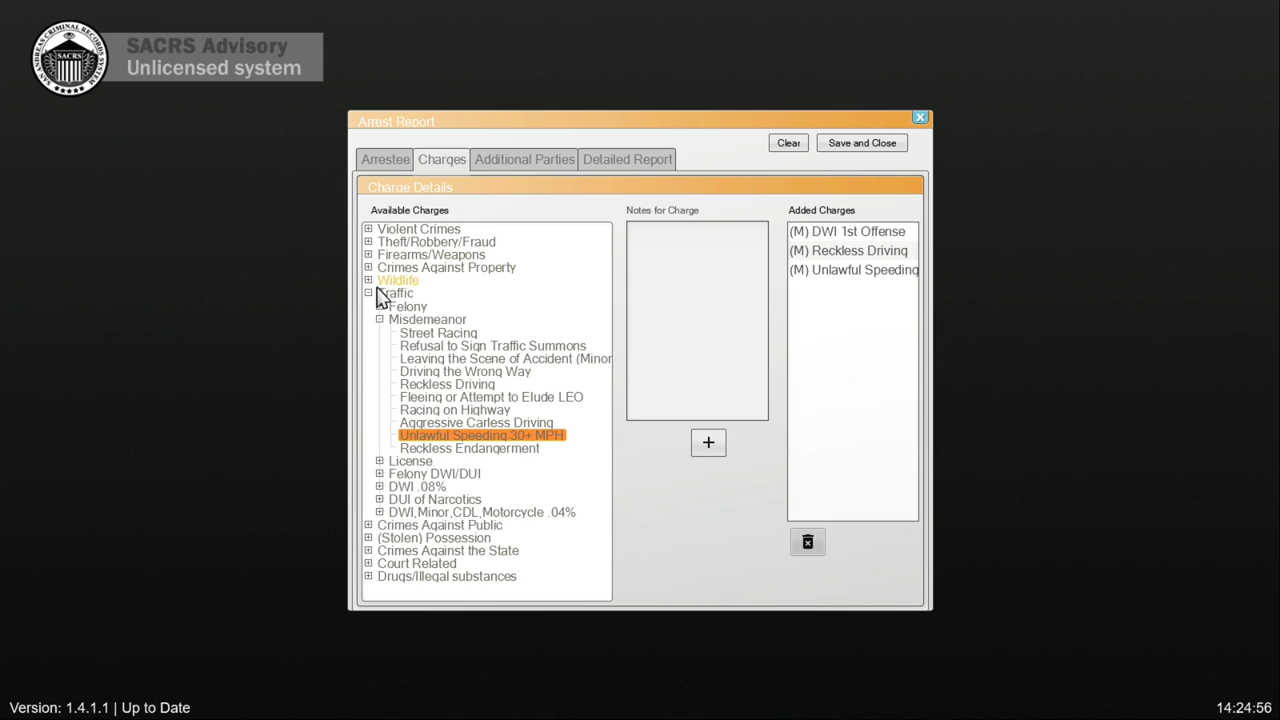 SAN ANDREAS CRIMINAL RECORDS SYSTEM
SACRS
SACRS Advisory
Unlicensed system
Arrest Report
Clear
Save and Close
Arrestee
Charges
Additional Parties
Detailed Report
Charge Details
Available Charges
Notes for Charge
Added Charges
Violent Crimes
Theft/Robbery/Fraud
Firearms/Weapons
Crimes Against Property
Wildlife
Traffic
Felony
Misdemeanor
Street Racing
Refusal to Sign Traffic Summons
Leaving the Scene of Accident (Minor
Driving the Wrong Way
Reckless Driving
Fleeing or Attempt to Elude LEO
Racing on Highway
Aggressive Carless Driving
Unlawful Speeding 30+ MPH
Reckless Endangerment
License
Felony DWI/DUI
DWI .08%
DUI of Narcotics
DWI,Minor,CDL,Motorcycle .04%
Crimes Against Public
(Stolen) Possession
Crimes Against the State
Court Related
Drugs/Illegal substances
(M) DWI 1st Offense
(M) Reckless Driving
(M) Unlawful Speeding
Version: 1.4.1.1 | Up to Date
14:24:56